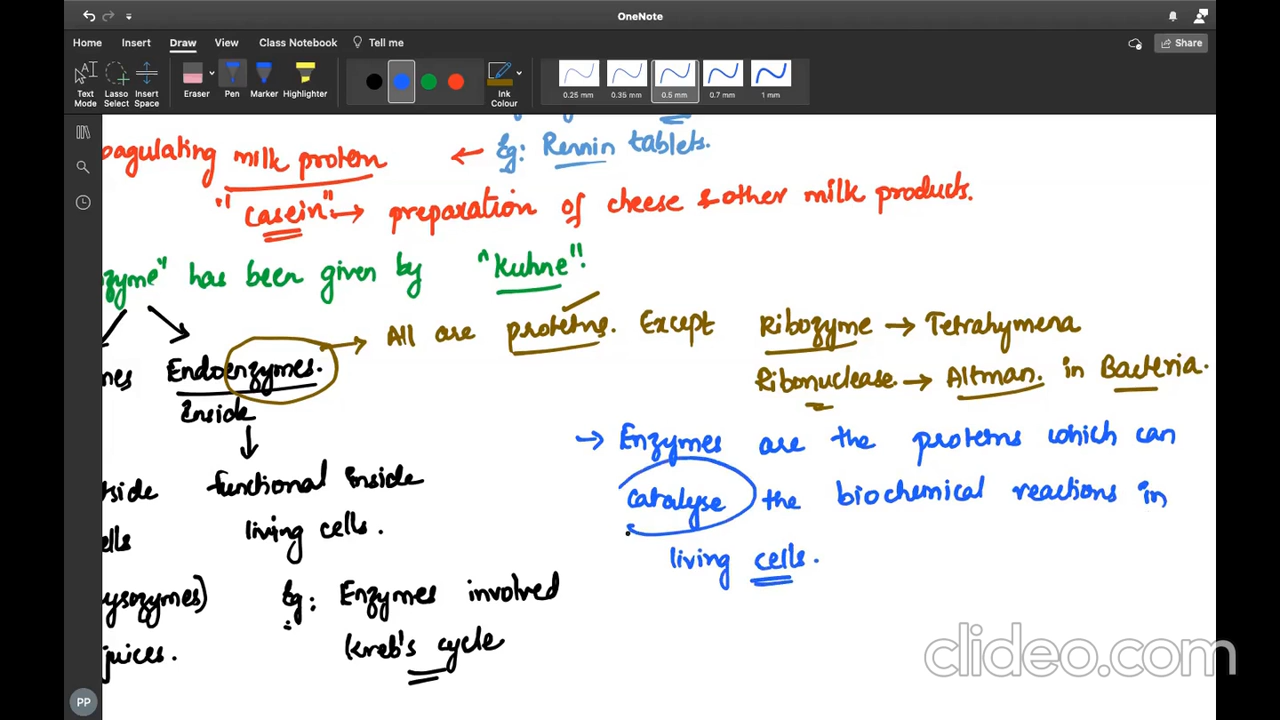 OneNote
Home Insert Draw View Class Notebook Tell me
Share
Text Mode
Lasso Select
Insert Space
Eraser
Pen
Marker
Highlighter
Ink Colour
0.25 mm
0.35 mm
0.5 mm
0.7 mm
1 mm
oagulating milk protein ← Eg: Rennin tablets.
"casein" → preparation of cheese & other milk products.
zyme" has been given by "Kuhne".
→ All are proteins. Except Ribozyme → Tetrahymena
mes Endoenzymes. Ribonuclease → Altman. in Bacteria.
Inside
→ Enzymes are the proteins which can
tside functional inside catalyse the biochemical reactions in
ells living cells. living cells.
ysozymes) Eg: Enzymes involved
juices. Kreb's cycle
PP
clideo.com